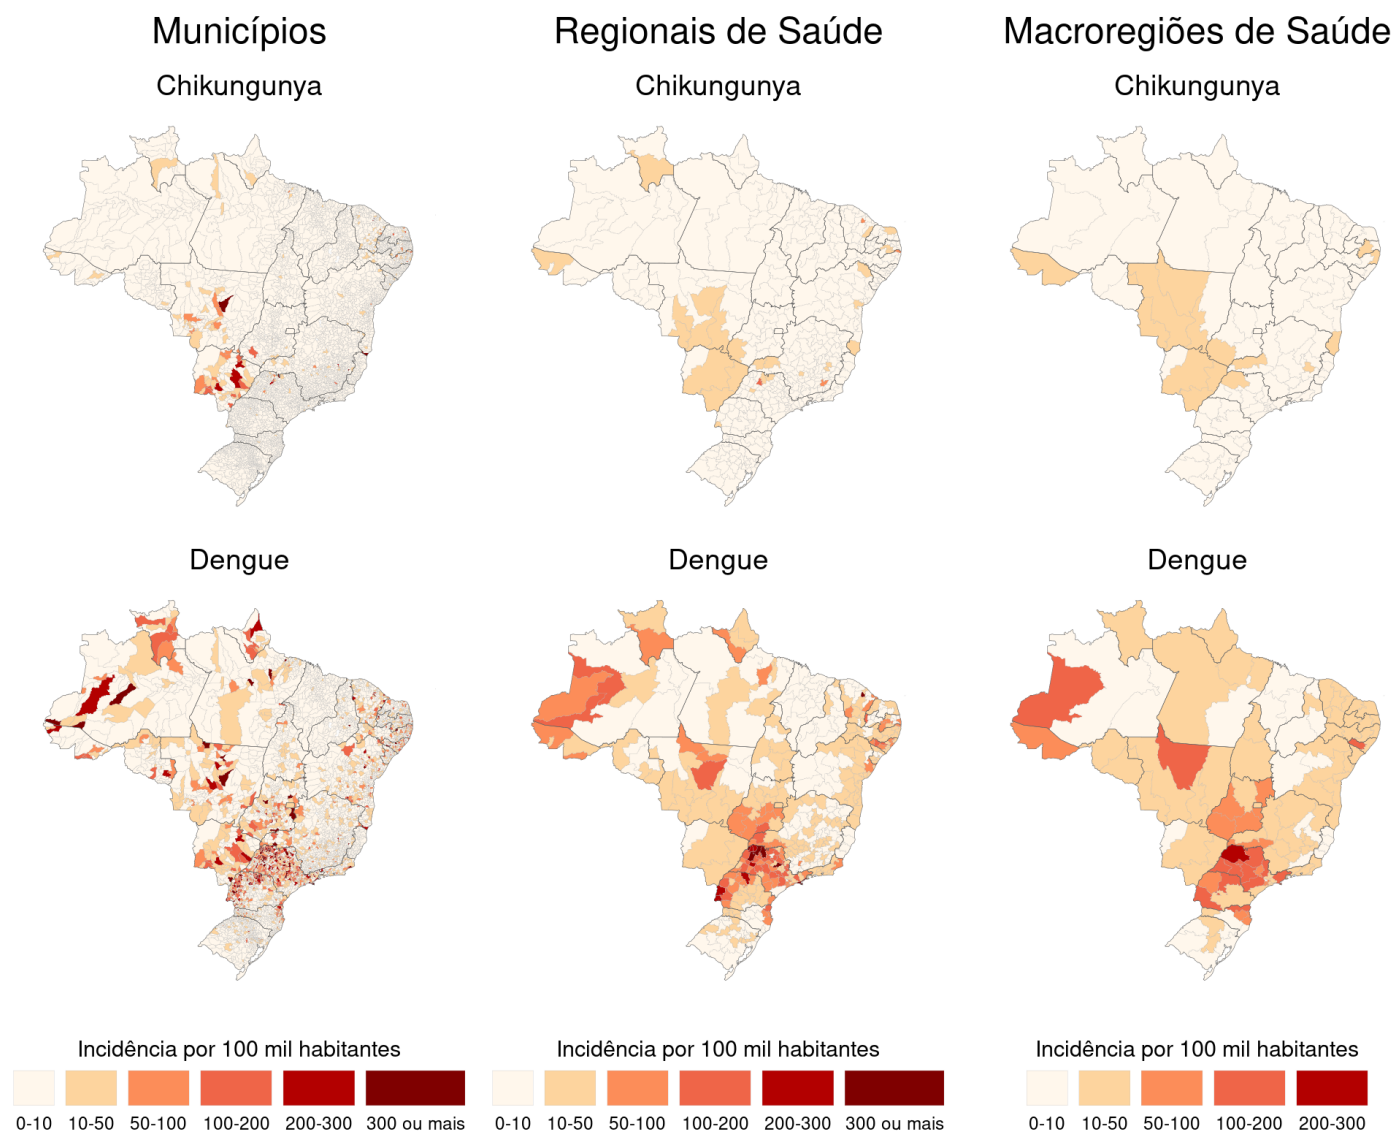 Municípios
Regionais de Saúde
Macroregiões de Saúde
Chikungunya
Chikungunya
Chikungunya
Dengue
Dengue
Dengue
Incidência por 100 mil habitantes
0-10 10-50 50-100 100-200 200-300 300 ou mais
Incidência por 100 mil habitantes
0-10 10-50 50-100 100-200 200-300 300 ou mais
Incidência por 100 mil habitantes
0-10 10-50 50-100 100-200 200-300